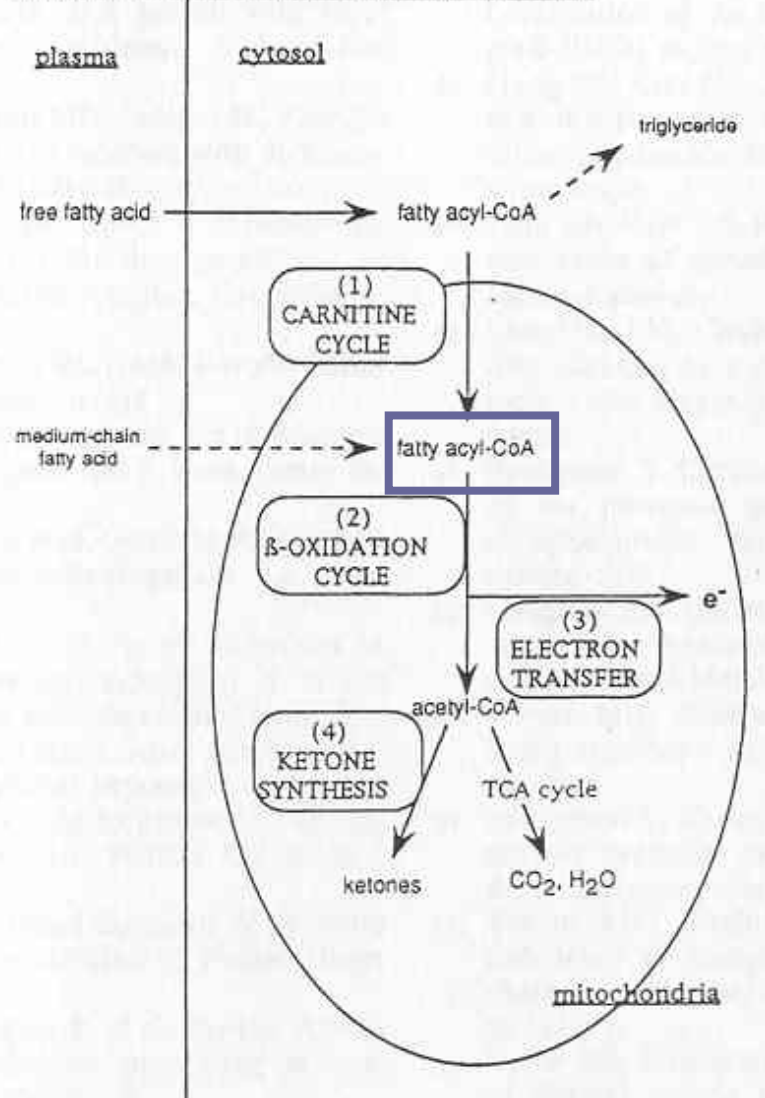 plasma
cytosol
triglyceride
free fatty acid
fatty acyl-CoA
(1)
CARNITINE
CYCLE
medium-chain
fatty acid
fatty acyl-CoA
(2)
ß-OXIDATION
CYCLE
e-
(3)
ELECTRON
TRANSFER
acetyl-CoA
(4)
KETONE
SYNTHESIS
TCA cycle
ketones
CO2, H2O
mitochondria